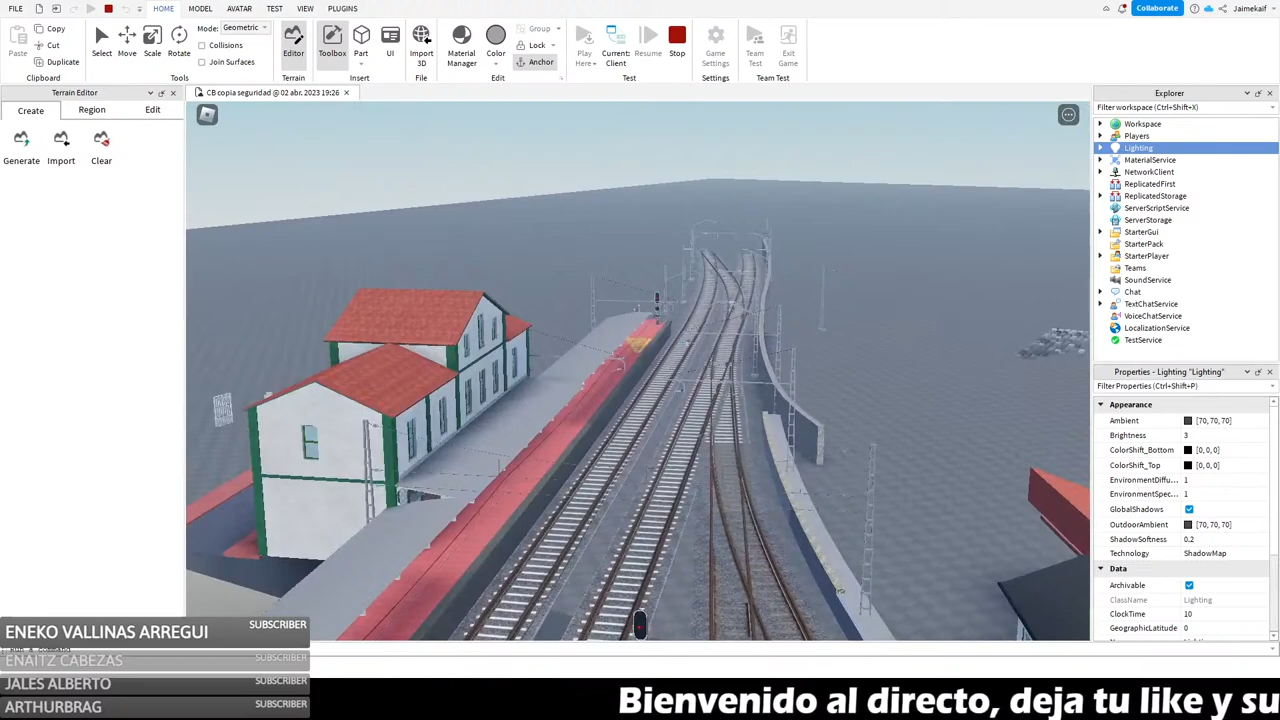 FILE HOME MODEL AVATAR TEST VIEW PLUGINS Collaborate Jaimekaif
Copy Mode: Geometric Group
Cut Collisions Lock
Paste Duplicate Select Move Scale Rotate Join Surfaces Editor Toolbox Part UI Import 3D Material Manager Color Anchor Play Here Current: Client Resume Stop Game Settings Team Test Exit Game
Clipboard Tools Terrain Insert File Edit Test Settings Team Test
Terrain Editor
Create Region Edit
Generate Import Clear
CB copia seguridad @ 02 abr. 2023 19:26
Explorer
Filter workspace (Ctrl+Shift+X)
Workspace
Players
Lighting
MaterialService
NetworkClient
ReplicatedFirst
ReplicatedStorage
ServerScriptService
ServerStorage
StarterGui
StarterPack
StarterPlayer
Teams
SoundService
Chat
TextChatService
VoiceChatService
LocalizationService
TestService
Properties - Lighting "Lighting"
Filter Properties (Ctrl+Shift+P)
Appearance
Ambient [70, 70, 70]
Brightness 3
ColorShift_Bottom [0, 0, 0]
ColorShift_Top [0, 0, 0]
EnvironmentDiffu... 1
EnvironmentSpec... 1
GlobalShadows
OutdoorAmbient [70, 70, 70]
ShadowSoftness 0.2
Technology ShadowMap
Data
Archivable
ClassName Lighting
ClockTime 10
GeographicLatitude 0
ENEKO VALLINAS ARREGUI SUBSCRIBER
ENAITZ CABEZAS SUBSCRIBER
JALES ALBERTO SUBSCRIBER
ARTHURBRAG SUBSCRIBER
Bienvenido al directo, deja tu like y su